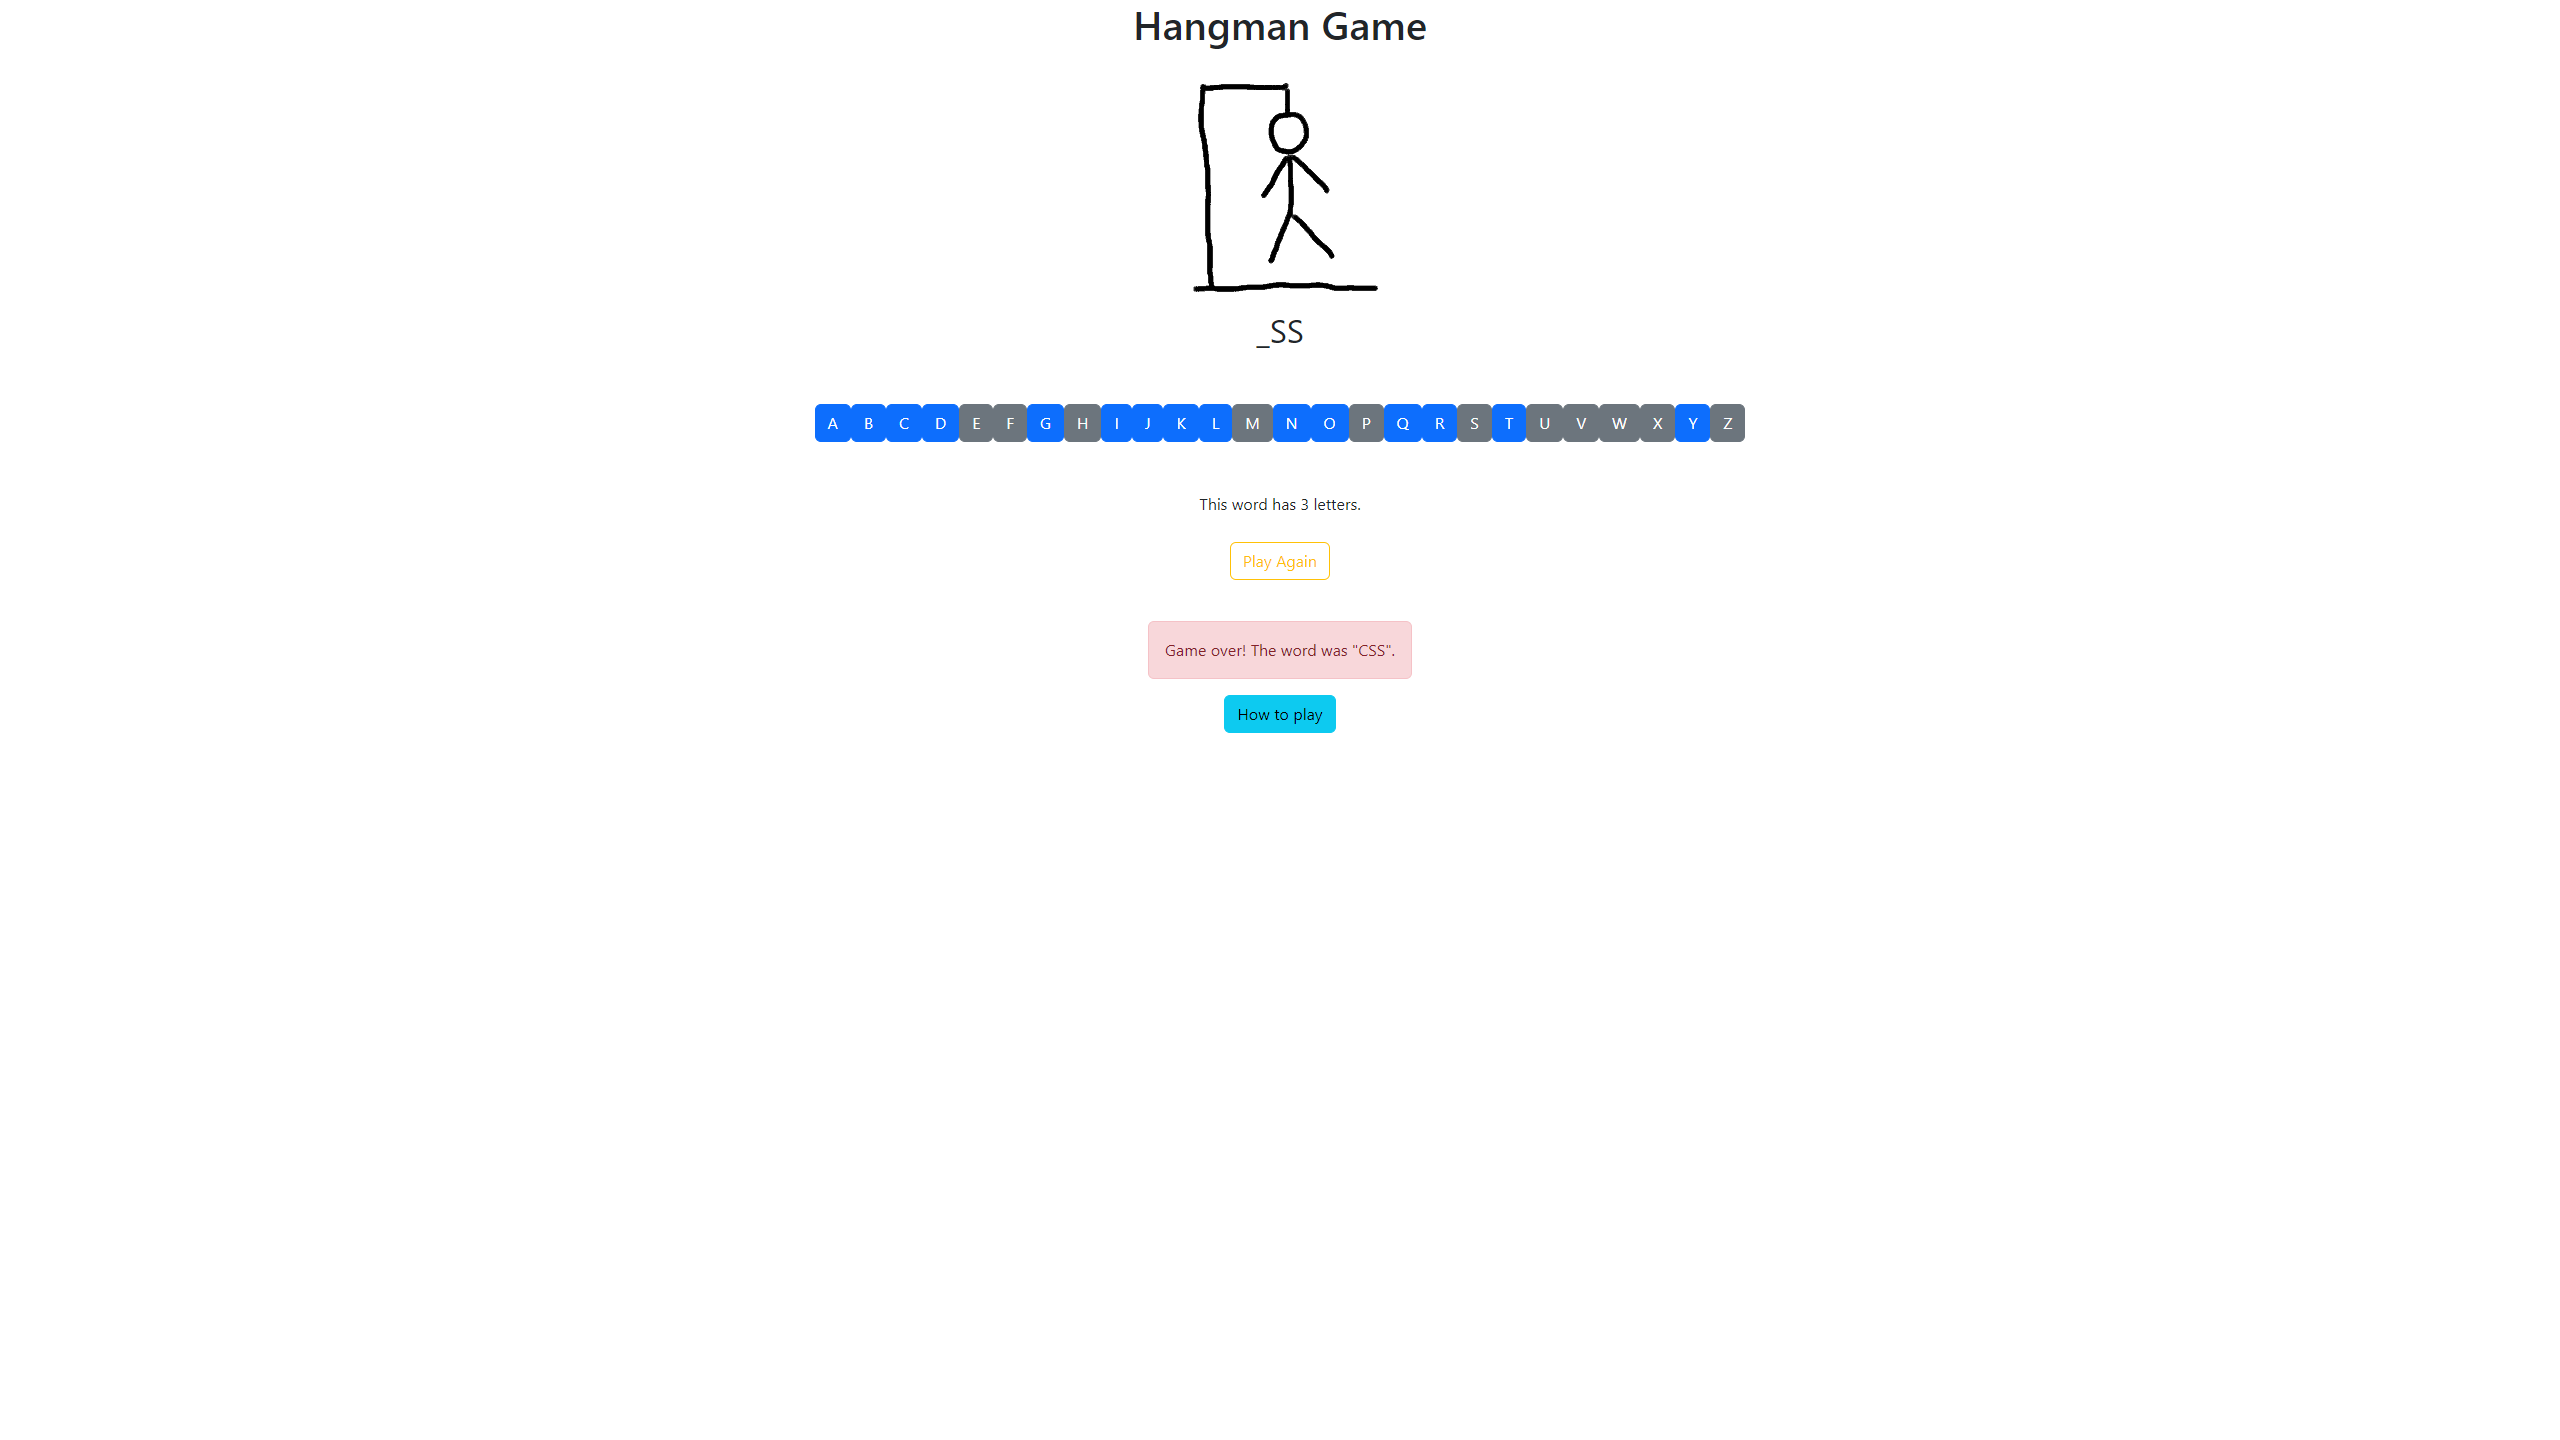 Hangman Game
_SS
A B C D E F G H I J K L M N O P Q R S T U V W X Y Z
This word has 3 letters.
Play Again
Game over! The word was "CSS".
How to play